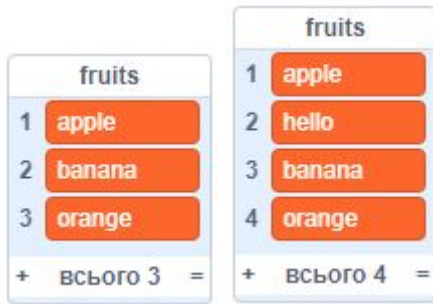 fruits
1 apple
2 banana
3 orange
+ всього 3 =
fruits
1 apple
2 hello
3 banana
4 orange
+ всього 4 =